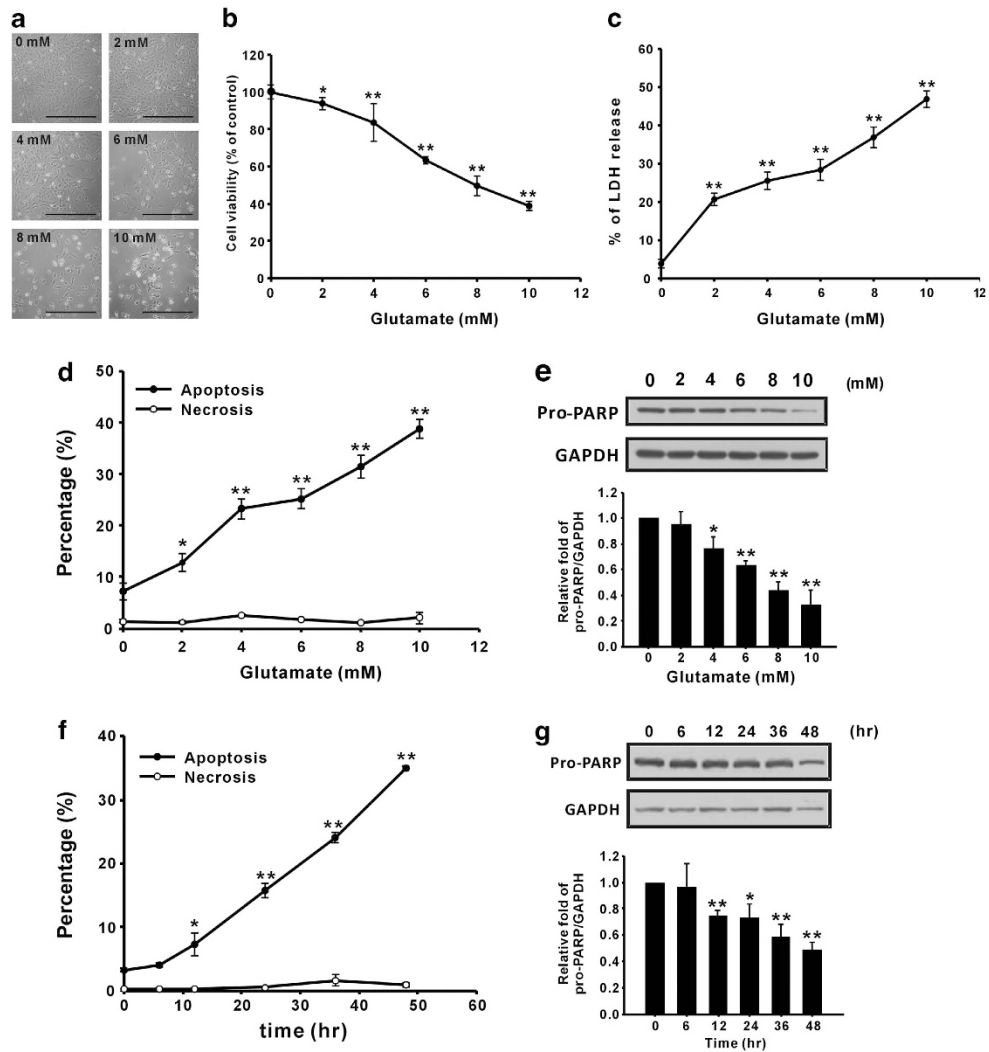 a
0 mM
2 mM
4 mM
6 mM
8 mM
10 mM
b
Cell viability (% of control)
120
100
80
60
40
20
0
*
**
**
**
**
0 2 4 6 8 10 12
Glutamate (mM)
c
% of LDH release
60
50
40
30
20
10
0
**
**
**
**
**
0 2 4 6 8 10 12
Glutamate (mM)
d
Apoptosis
Necrosis
Percentage (%)
50
40
30
20
10
0
*
**
**
**
**
0 2 4 6 8 10 12
Glutamate (mM)
e
0 2 4 6 8 10 (mM)
Pro-PARP
GAPDH
Relative fold of
pro-PARP/GAPDH
1.2
1.0
0.8
0.6
0.4
0.2
0.0
*
**
**
**
0 2 4 6 8 10
Glutamate (mM)
f
Apoptosis
Necrosis
Percentage (%)
40
30
20
10
0
*
**
**
**
0 10 20 30 40 50 60
time (hr)
g
0 6 12 24 36 48 (hr)
Pro-PARP
GAPDH
Relative fold of
pro-PARP/GAPDH
1.2
1.0
0.8
0.6
0.4
0.2
0.0
**
*
**
**
0 6 12 24 36 48
Time (hr)